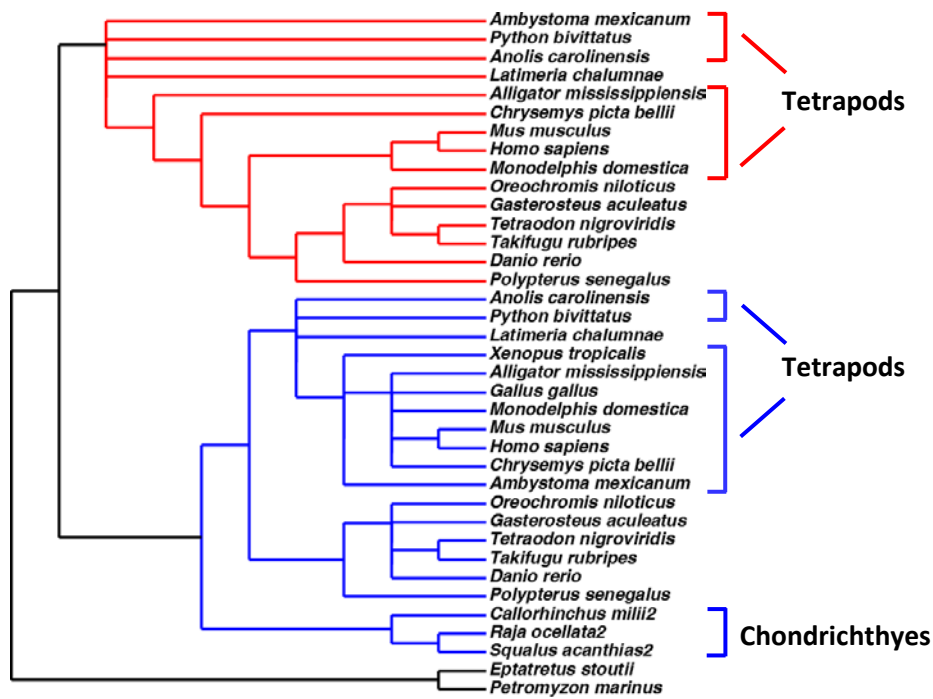 Ambystoma mexicanum
Python bivittatus
Anolis carolinensis
Latimeria chalumnae
Alligator mississippiensis
Tetrapods
Chrysemys picta bellii
Mus musculus
Homo sapiens
Monodelphis domestica
Oreochromis niloticus
Gasterosteus aculeatus
Tetraodon nigroviridis
Takifugu rubripes
Danio rerio
Polypterus senegalus
Anolis carolinensis
Python bivittatus
Latimeria chalumnae
Xenopus tropicalis
Tetrapods
Alligator mississippiensis
Gallus gallus
Monodelphis domestica
Mus musculus
Homo sapiens
Chrysemys picta bellii
Ambystoma mexicanum
Oreochromis niloticus
Gasterosteus aculeatus
Tetraodon nigroviridis
Takifugu rubripes
Danio rerio
Polypterus senegalus
Callorhinchus milii2
Raja ocellata2
Chondrichthyes
Squalus acanthias2
Eptatretus stoutii
Petromyzon marinus